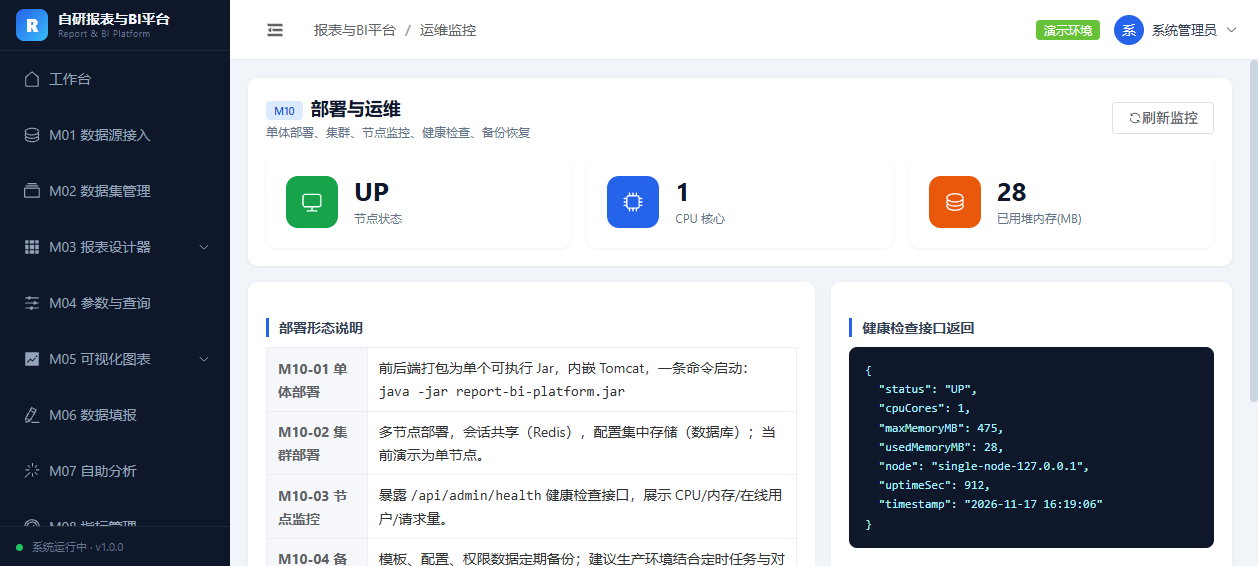 R
自研报表与BI平台
Report & BI Platform
工作台
M01 数据源接入
M02 数据集管理
M03 报表设计器
M04 参数与查询
M05 可视化图表
M06 数据填报
M07 自助分析
M08 指标管理
系统运行中 · v1.0.0
报表与BI平台 / 运维监控
演示环境
系
系统管理员
M10 部署与运维
单体部署、集群、节点监控、健康检查、备份恢复
刷新监控
UP
节点状态
1
CPU 核心
28
已用堆内存(MB)
部署形态说明
M10-01 单体部署
前后端打包为单个可执行 Jar，内嵌 Tomcat，一条命令启动：
java -jar report-bi-platform.jar
M10-02 集群部署
多节点部署，会话共享（Redis），配置集中存储（数据库）；当
前演示为单节点。
M10-03 节点监控
暴露 /api/admin/health 健康检查接口，展示 CPU/内存/在线用
户/请求量。
M10-04 备
模板、配置、权限数据定期备份；建议生产环境结合定时任务与对
健康检查接口返回
{
"status": "UP",
"cpuCores": 1,
"maxMemoryMB": 475,
"usedMemoryMB": 28,
"node": "single-node-127.0.0.1",
"uptimeSec": 912,
"timestamp": "2026-11-17 16:19:06"
}